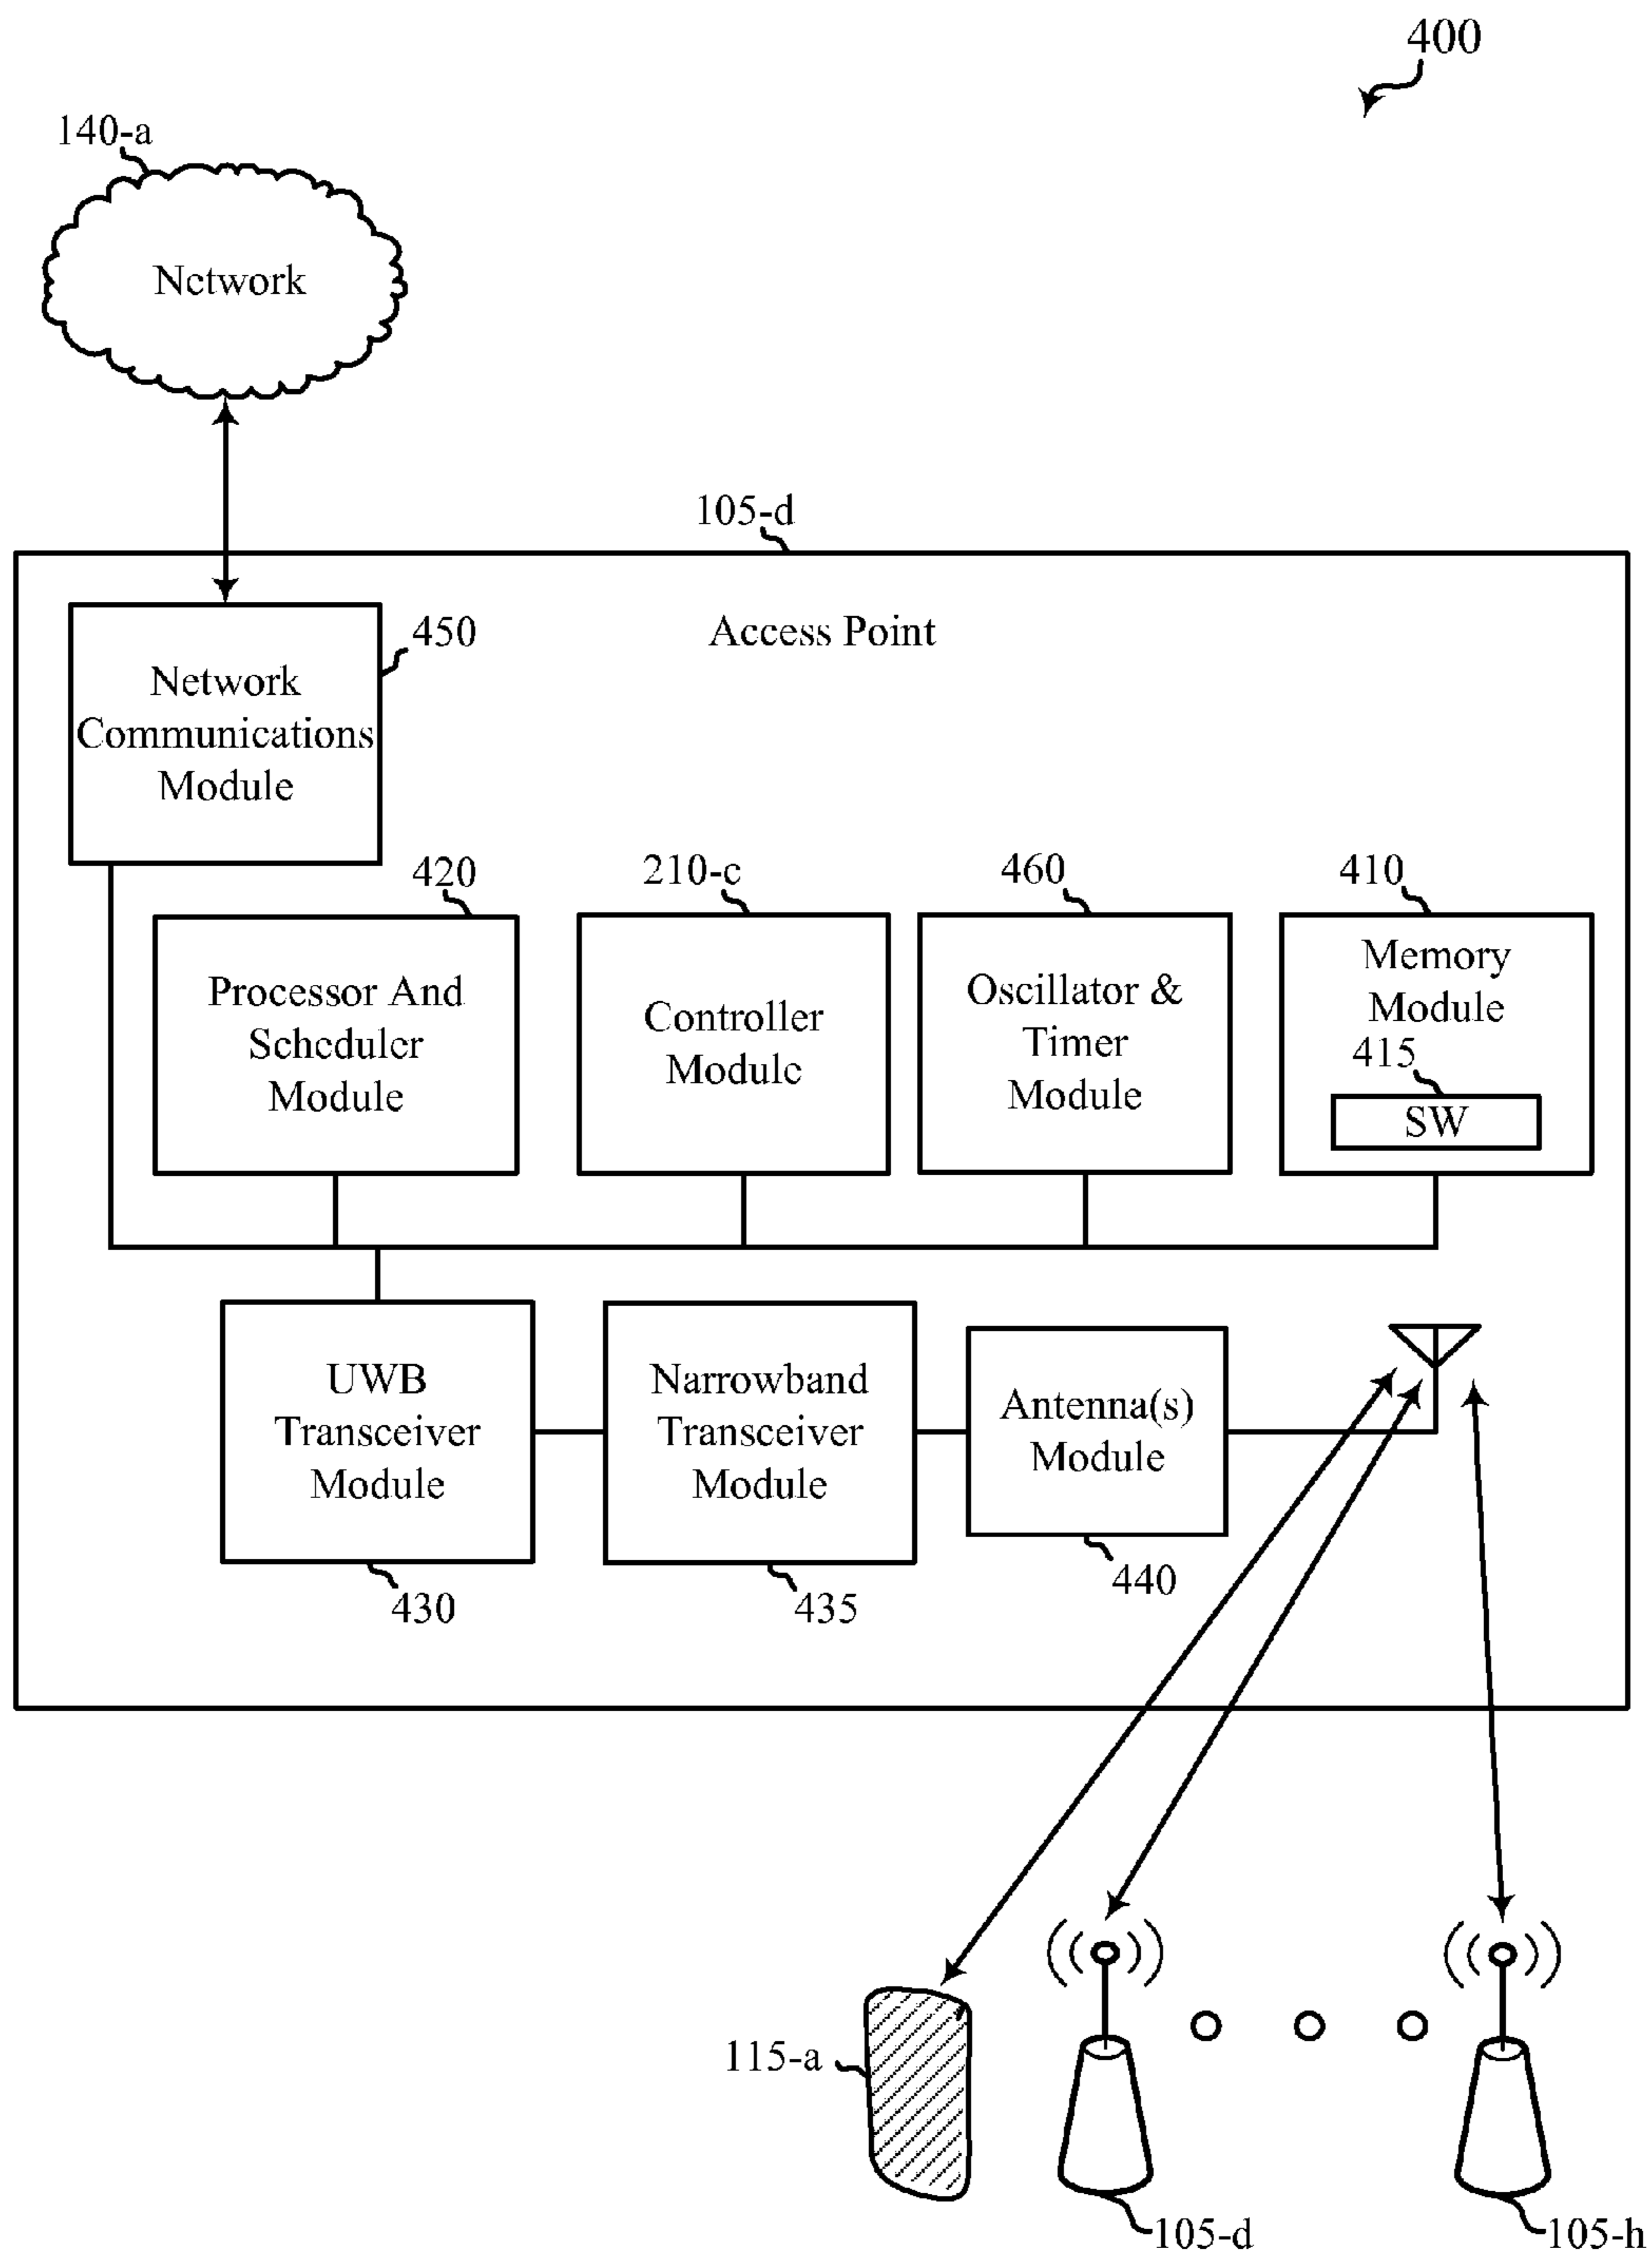 400
140-a
Network
105-d
Access Point
450
Network
Communications
Module
420
Processor And
Scheduler
Module
210-c
Controller
Module
460
Oscillator &
Timer
Module
410
Memory
Module
415
SW
UWB
Transceiver
Module
430
Narrowband
Transceiver
Module
435
Antenna(s)
Module
440
115-a
105-d
105-h